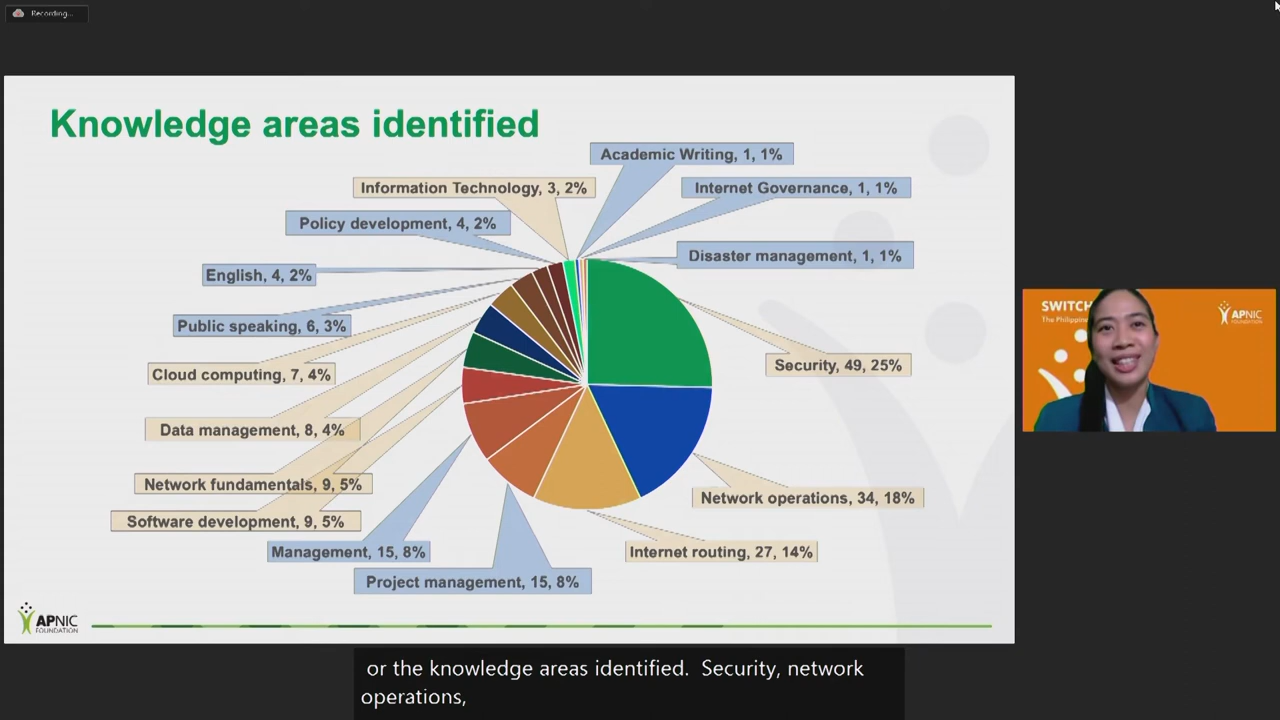 Recording...
Knowledge areas identified
Academic Writing, 1, 1%
Information Technology, 3, 2%
Internet Governance, 1, 1%
Policy development, 4, 2%
Disaster management, 1, 1%
English, 4, 2%
Public speaking, 6, 3%
Security, 49, 25%
Cloud computing, 7, 4%
Data management, 8, 4%
Network fundamentals, 9, 5%
Network operations, 34, 18%
Software development, 9, 5%
Management, 15, 8%
Internet routing, 27, 14%
Project management, 15, 8%
APNIC
FOUNDATION
SWITCH
The Philippine
APNIC
FOUNDATION
or the knowledge areas identified. Security, network
operations,